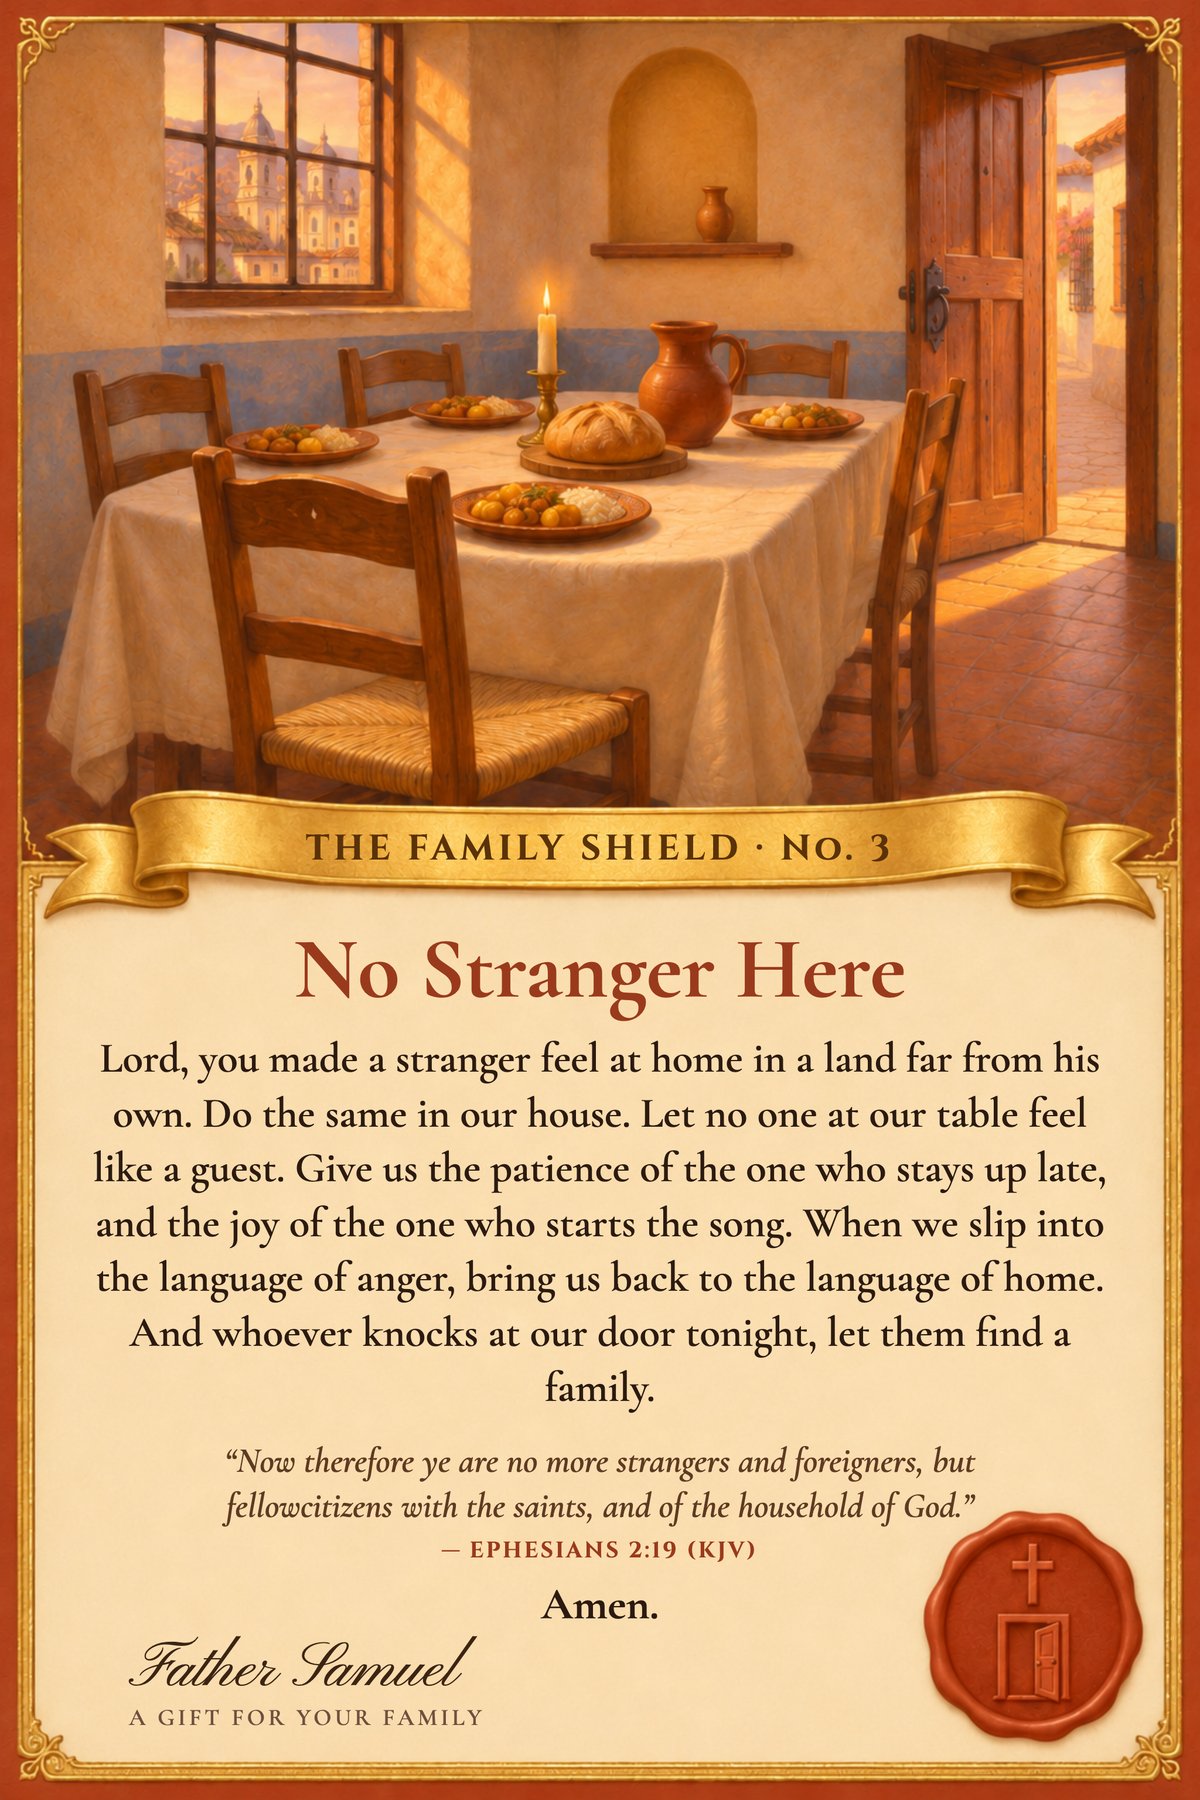 THE FAMILY SHIELD · No. 3
No Stranger Here
Lord, you made a stranger feel at home in a land far from his
own. Do the same in our house. Let no one at our table feel
like a guest. Give us the patience of the one who stays up late,
and the joy of the one who starts the song. When we slip into
the language of anger, bring us back to the language of home.
And whoever knocks at our door tonight, let them find a
family.
“Now therefore ye are no more strangers and foreigners, but
fellowcitizens with the saints, and of the household of God.”
— EPHESIANS 2:19 (KJV)
Amen.
Father Samuel
A GIFT FOR YOUR FAMILY